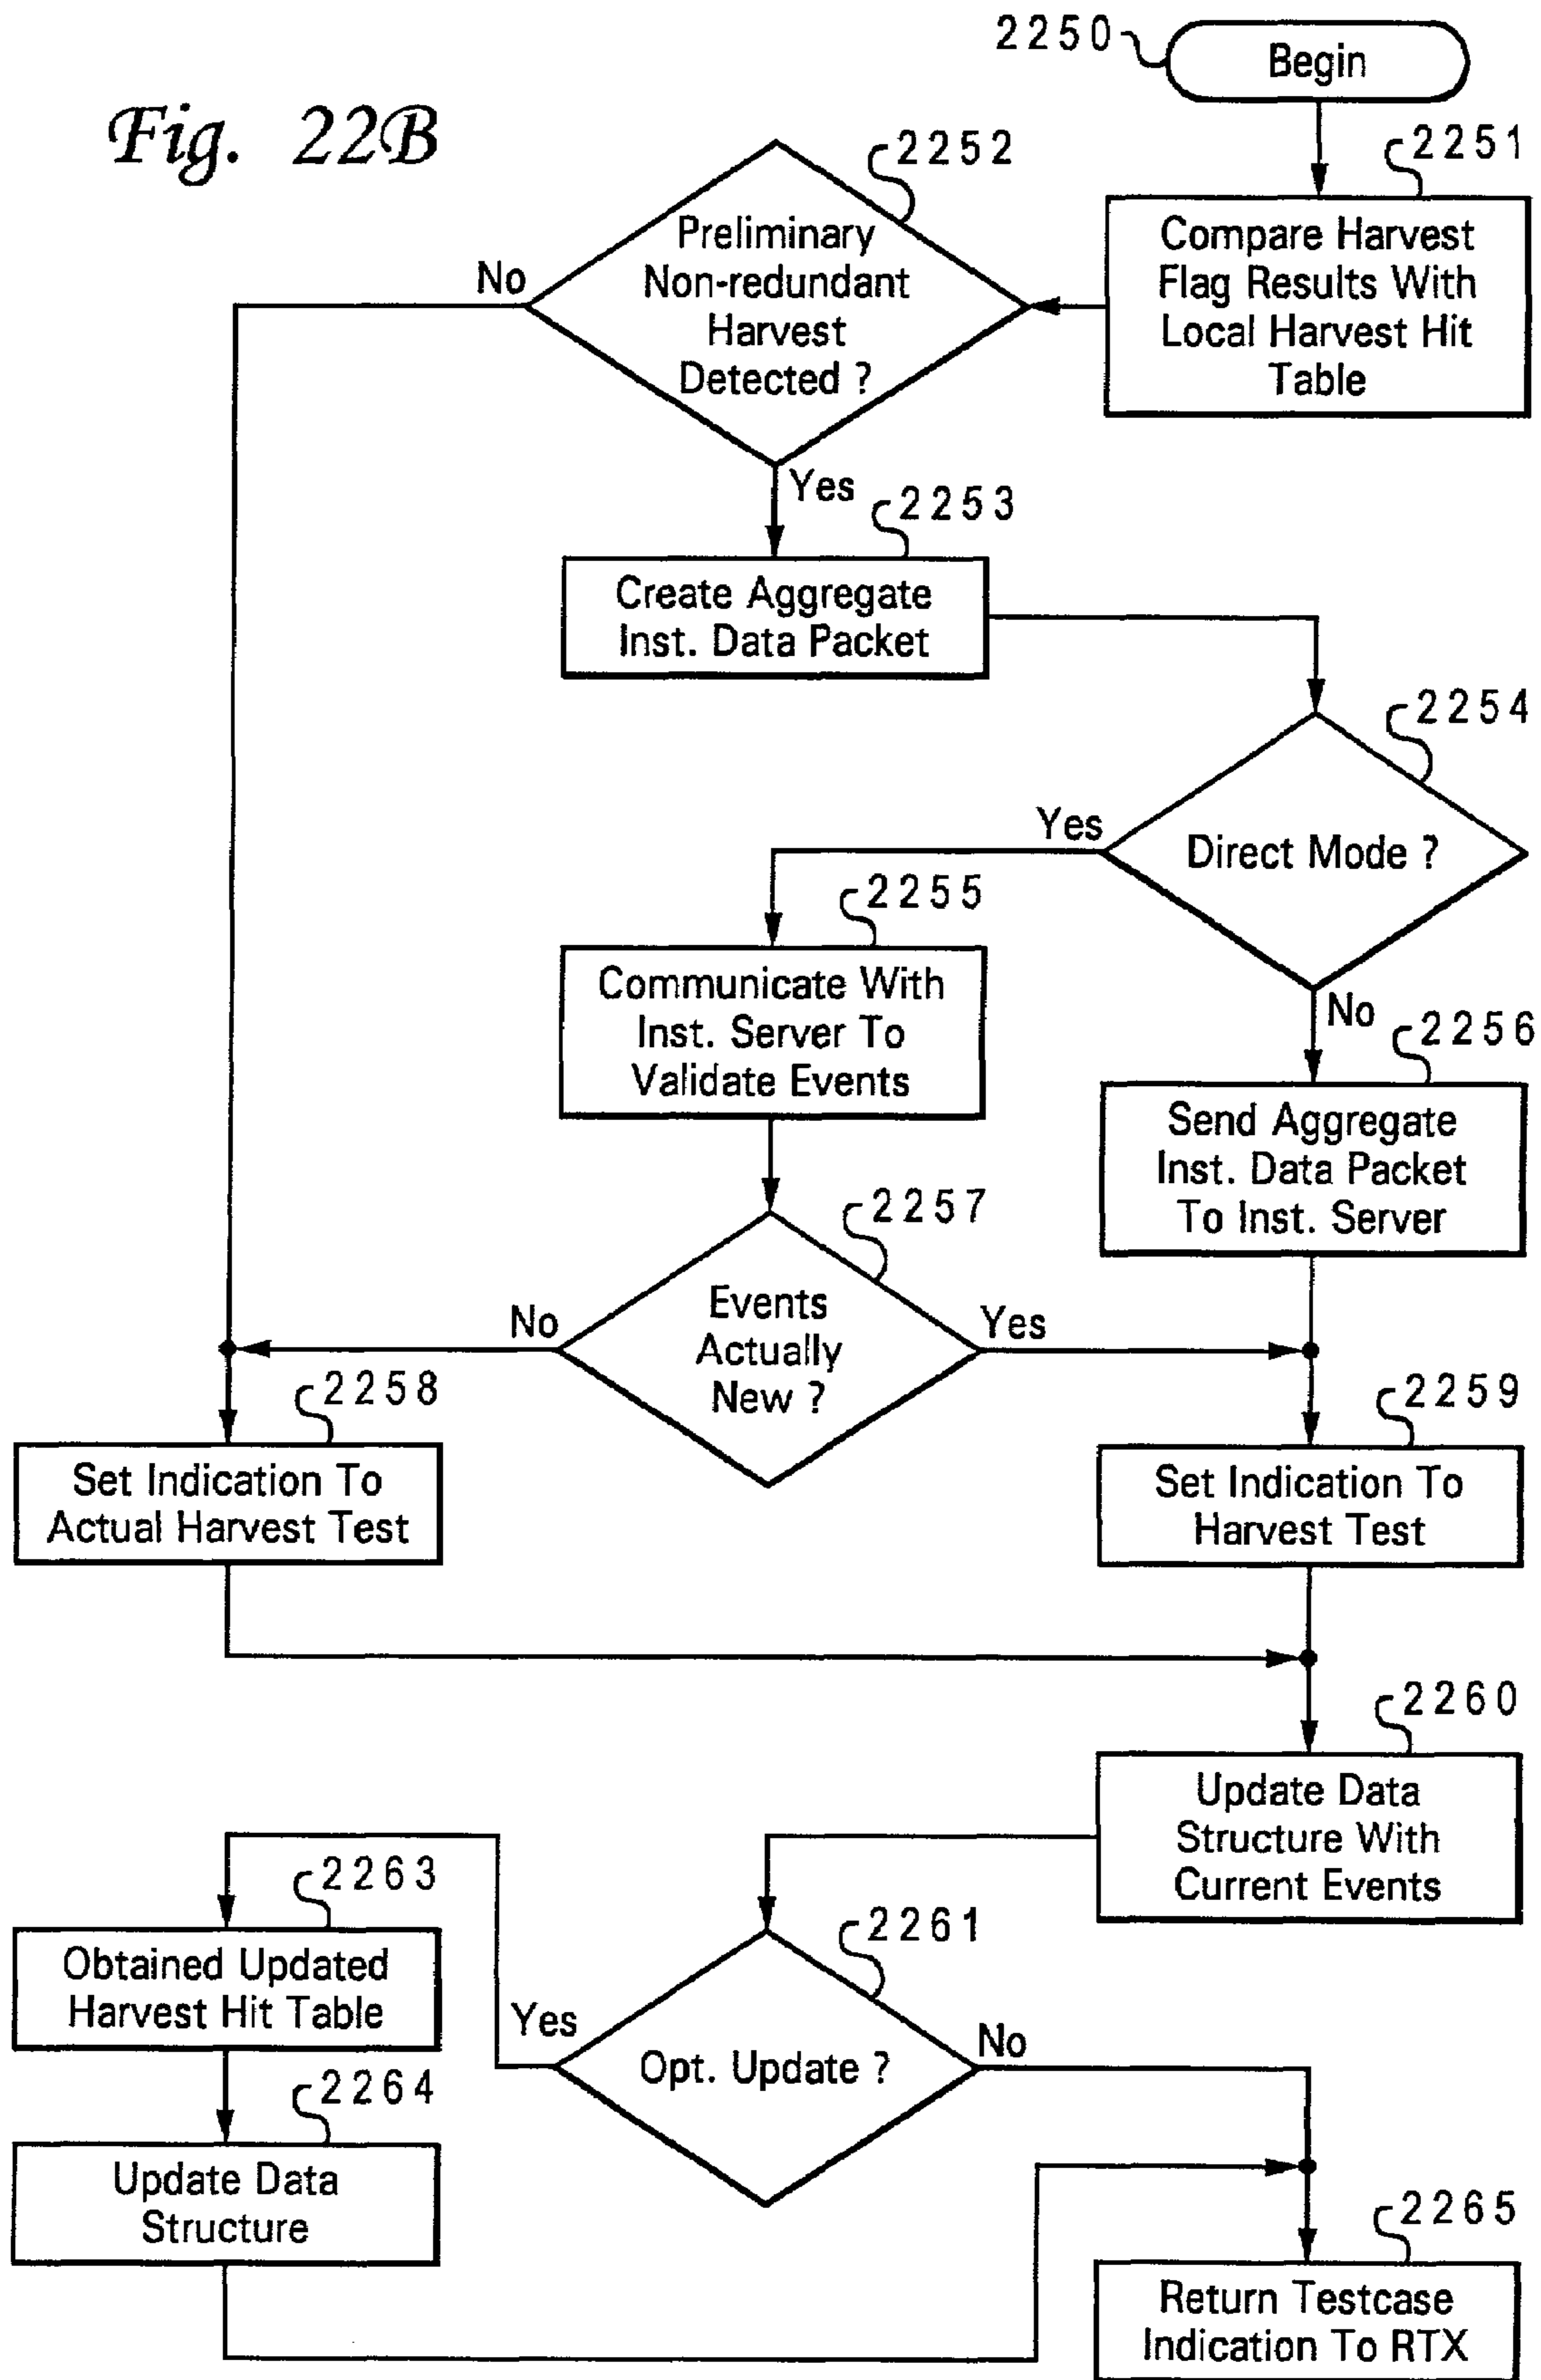 Fig. 22B
2250
Begin
2251
Compare Harvest
Flag Results With
Local Harvest Hit
Table
2252
Preliminary
Non-redundant
Harvest
Detected ?
No
Yes
2253
Create Aggregate
Inst. Data Packet
2254
Direct Mode ?
Yes
No
2255
Communicate With
Inst. Server To
Validate Events
2256
Send Aggregate
Inst. Data Packet
To Inst. Server
2257
Events
Actually
New ?
No
Yes
2258
Set Indication To
Actual Harvest Test
2259
Set Indication To
Harvest Test
2260
Update Data
Structure With
Current Events
2261
Opt. Update ?
Yes
No
2263
Obtained Updated
Harvest Hit Table
2264
Update Data
Structure
2265
Return Testcase
Indication To RTX